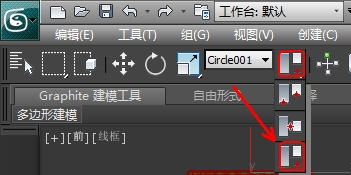 工作台: 默认
编辑(E) 工具(T) 组(G) 视图(V) 创建(C)
Circle001
Graphite 建模工具 自由形式
多边形建模
[+][前][线框]